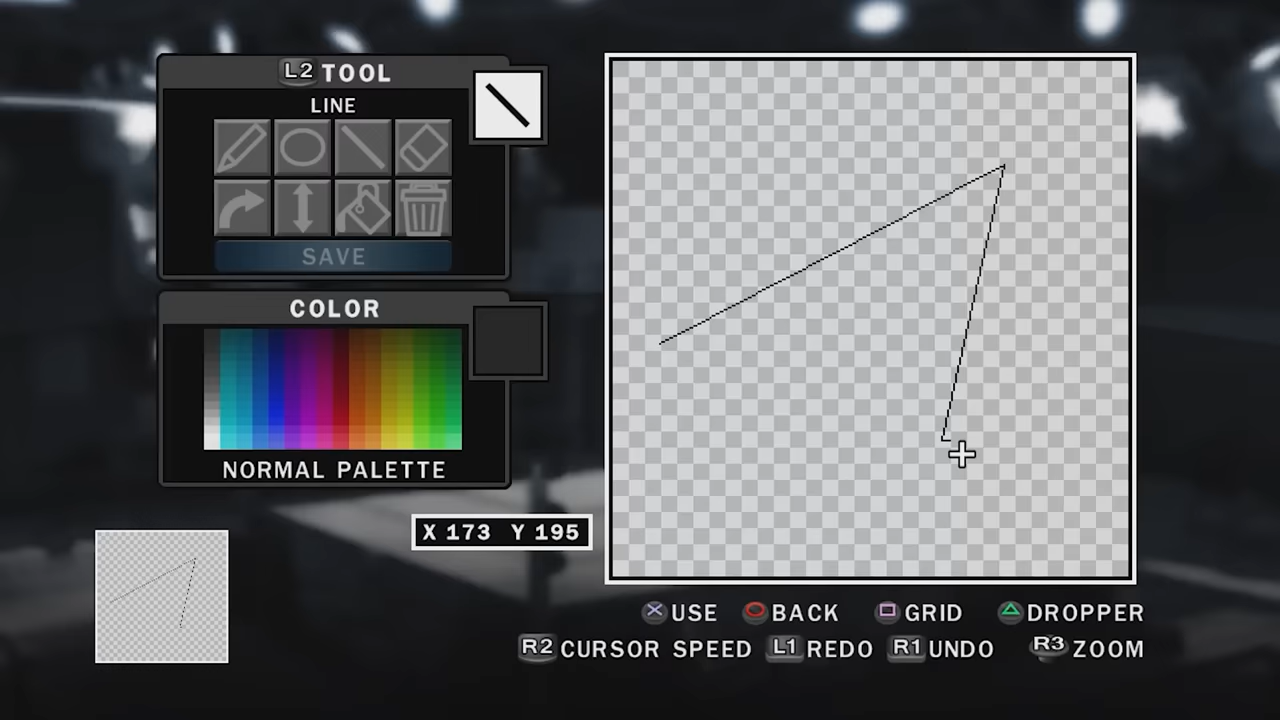 L2 TOOL
LINE
SAVE
COLOR
NORMAL PALETTE
X 173 Y 195
USE BACK GRID DROPPER
R2 CURSOR SPEED L1 REDO R1 UNDO R3 ZOOM